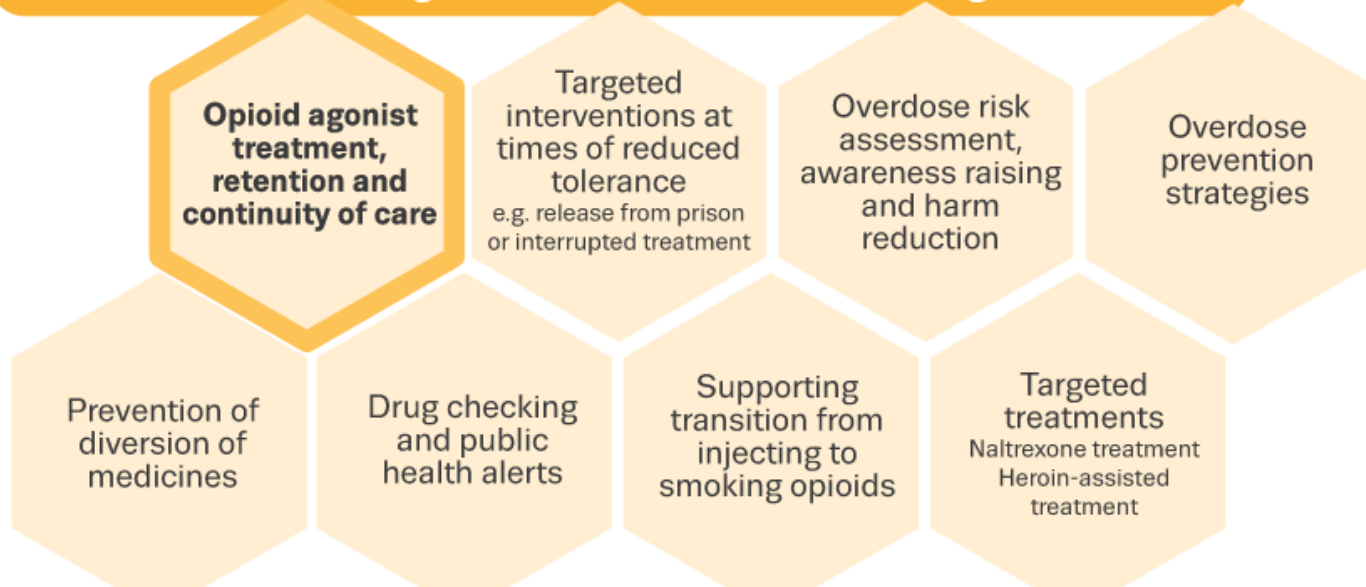 Opioid agonist
treatment,
retention and
continuity of care
Targeted
interventions at
times of reduced
tolerance
e.g. release from prison
or interrupted treatment
Overdose risk
assessment,
awareness raising
and harm
reduction
Overdose
prevention
strategies
Prevention of
diversion of
medicines
Drug checking
and public
health alerts
Supporting
transition from
injecting to
smoking opioids
Targeted
treatments
Naltrexone treatment
Heroin-assisted
treatment